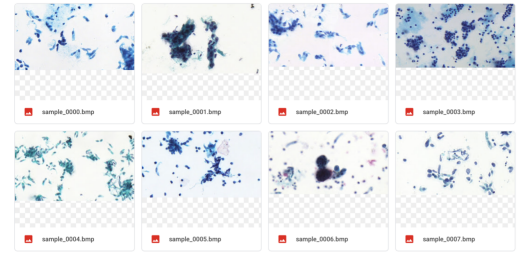 sample_0000.bmp
sample_0001.bmp
sample_0002.bmp
sample_0003.bmp
sample_0004.bmp
sample_0005.bmp
sample_0006.bmp
sample_0007.bmp